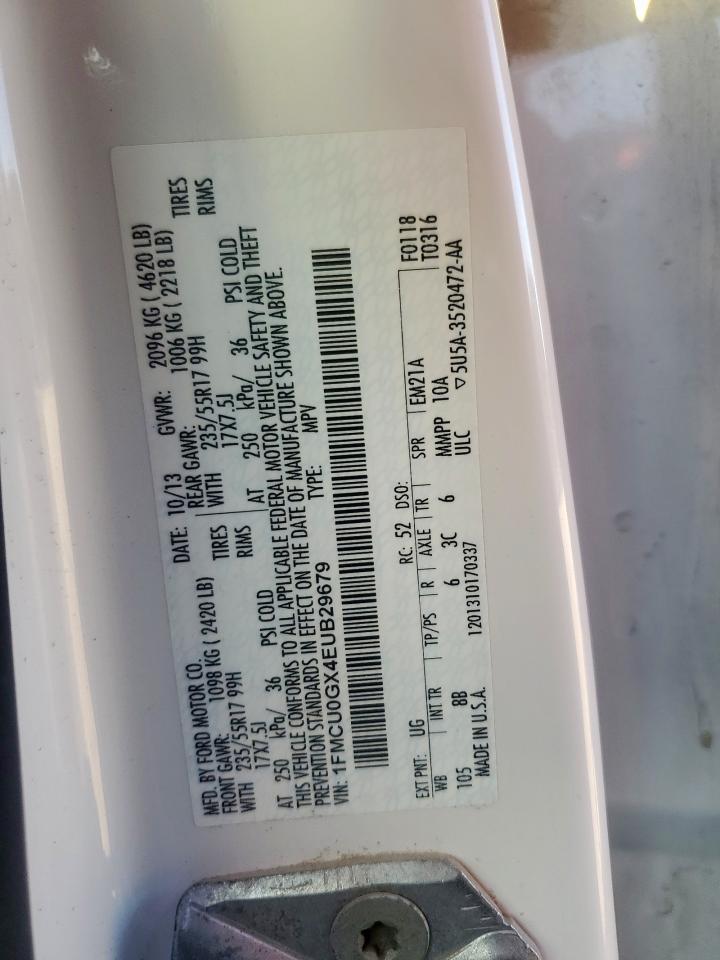 MFD. BY FORD MOTOR CO.
DATE: 10/13 GVWR: 2096 KG ( 4620 LB)
FRONT GAWR: 1098 KG ( 2420 LB) REAR GAWR: 1006 KG ( 2218 LB)
WITH 235/55R17 99H TIRES WITH 235/55R17 99H TIRES
17X7.5J RIMS 17X7.5J RIMS
AT 250 kPa/ 36 PSI COLD AT 250 kPa/ 36 PSI COLD
THIS VEHICLE CONFORMS TO ALL APPLICABLE FEDERAL MOTOR VEHICLE SAFETY AND THEFT
PREVENTION STANDARDS IN EFFECT ON THE DATE OF MANUFACTURE SHOWN ABOVE.
VIN: 1FMCU0GX4EUB29679 TYPE: MPV
EXT PNT: UG RC: 52 DSO: F0118
WB INT TR TP/PS R AXLE TR SPR EM21A T0316
105 8B 6 3C 6 MMPP 10A
MADE IN U.S.A. 1201310170337 ULC ▽5U5A-3520472-AA